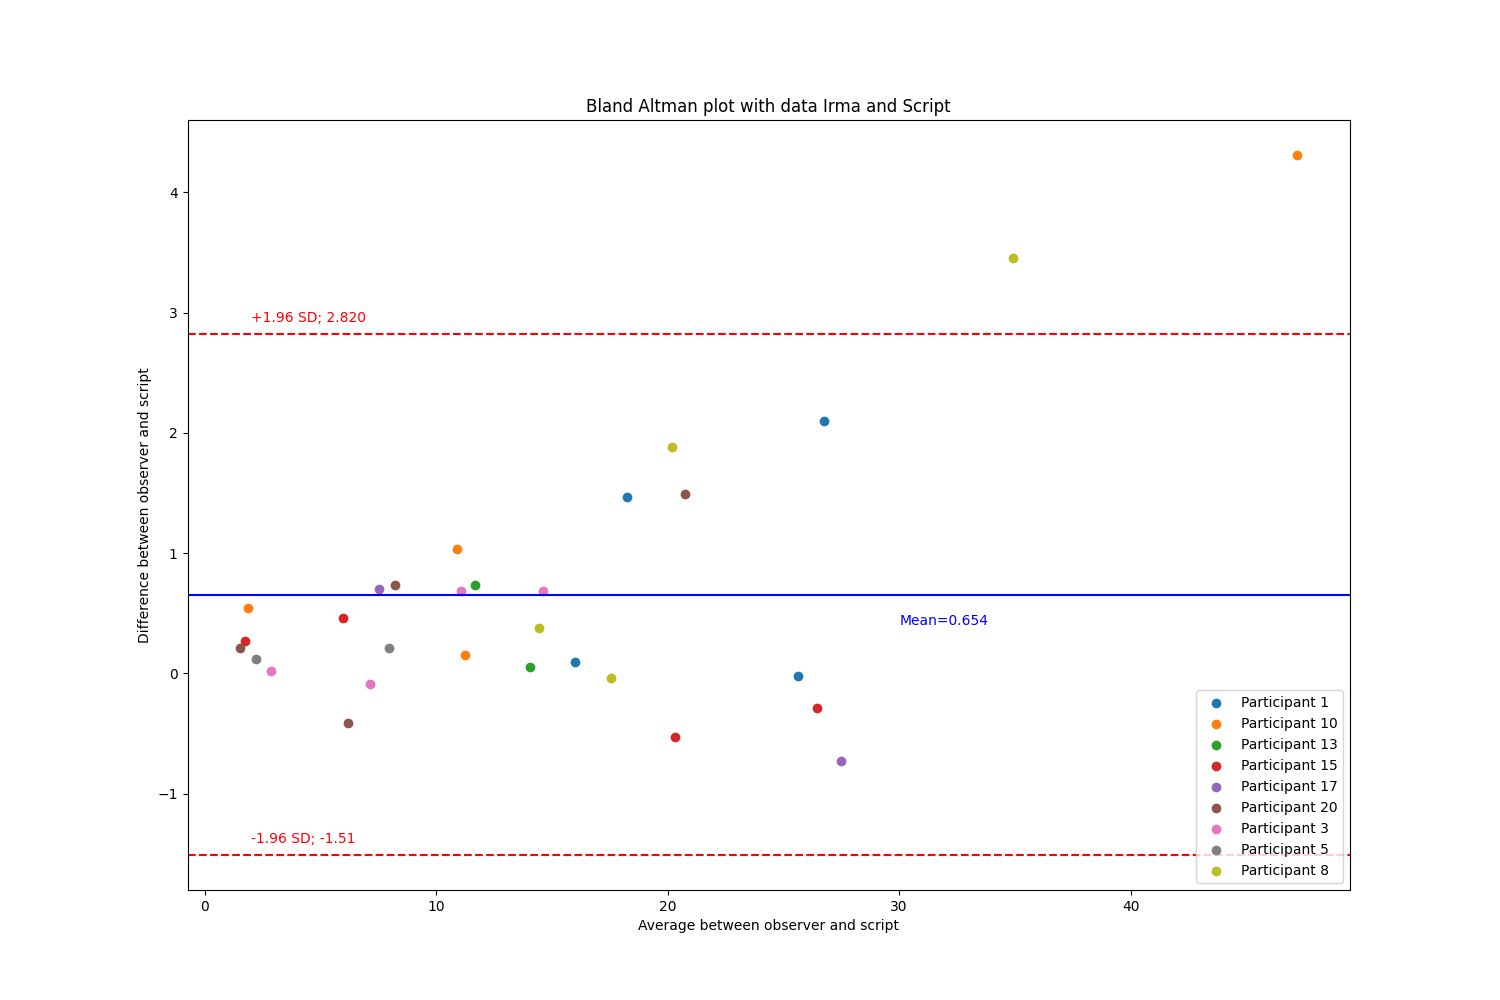 Bland Altman plot with data Irma and Script
Difference between observer and script
4
3
2
1
0
−1
+1.96 SD; 2.820
Mean=0.654
-1.96 SD; -1.51
Participant 1
Participant 10
Participant 13
Participant 15
Participant 17
Participant 20
Participant 3
Participant 5
Participant 8
0 10 20 30 40
Average between observer and script